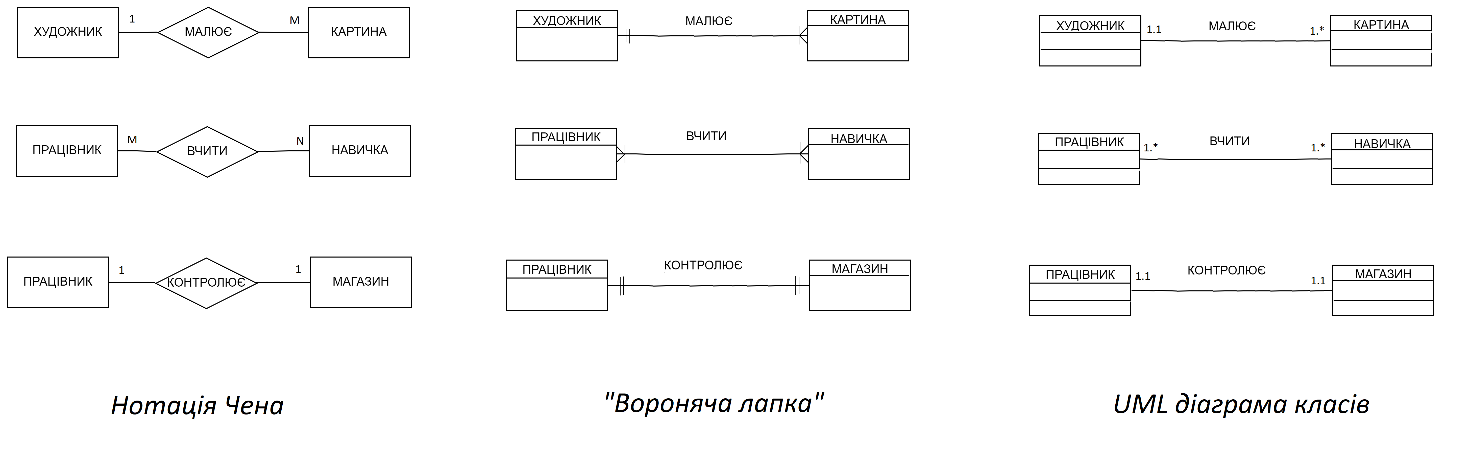 ХУДОЖНИК 1 МАЛЮЄ M КАРТИНА
ПРАЦІВНИК M ВЧИТИ N НАВИЧКА
ПРАЦІВНИК 1 КОНТРОЛЮЄ 1 МАГАЗИН
Нотація Чена
ХУДОЖНИК МАЛЮЄ КАРТИНА
ПРАЦІВНИК ВЧИТИ НАВИЧКА
ПРАЦІВНИК КОНТРОЛЮЄ МАГАЗИН
"Вороняча лапка"
ХУДОЖНИК 1.1 МАЛЮЄ 1.* КАРТИНА
ПРАЦІВНИК 1.* ВЧИТИ 1.* НАВИЧКА
ПРАЦІВНИК 1.1 КОНТРОЛЮЄ 1.1 МАГАЗИН
UML діаграма класів